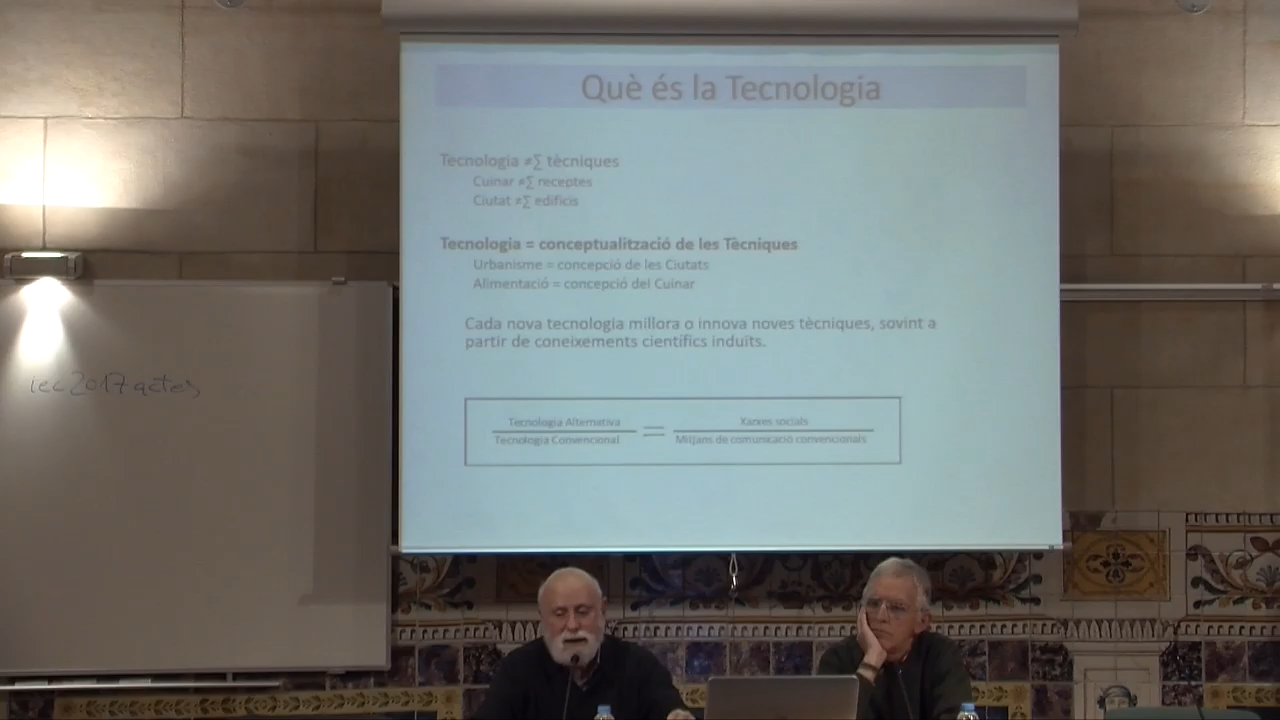 Què és la Tecnologia
Tecnologia ≠∑ tècniques
Cuinar ≠∑ receptes
Ciutat ≠∑ edificis
Tecnologia = conceptualització de les Tècniques
Urbanisme = concepció de les Ciutats
Alimentació = concepció del Cuinar
Cada nova tecnologia millora o innova noves tècniques, sovint a
partir de coneixements científics induïts.
Tecnologia Alternativa
Tecnologia Convencional
=
Xarxes socials
Mitjans de comunicació convencionals
iec2017actes